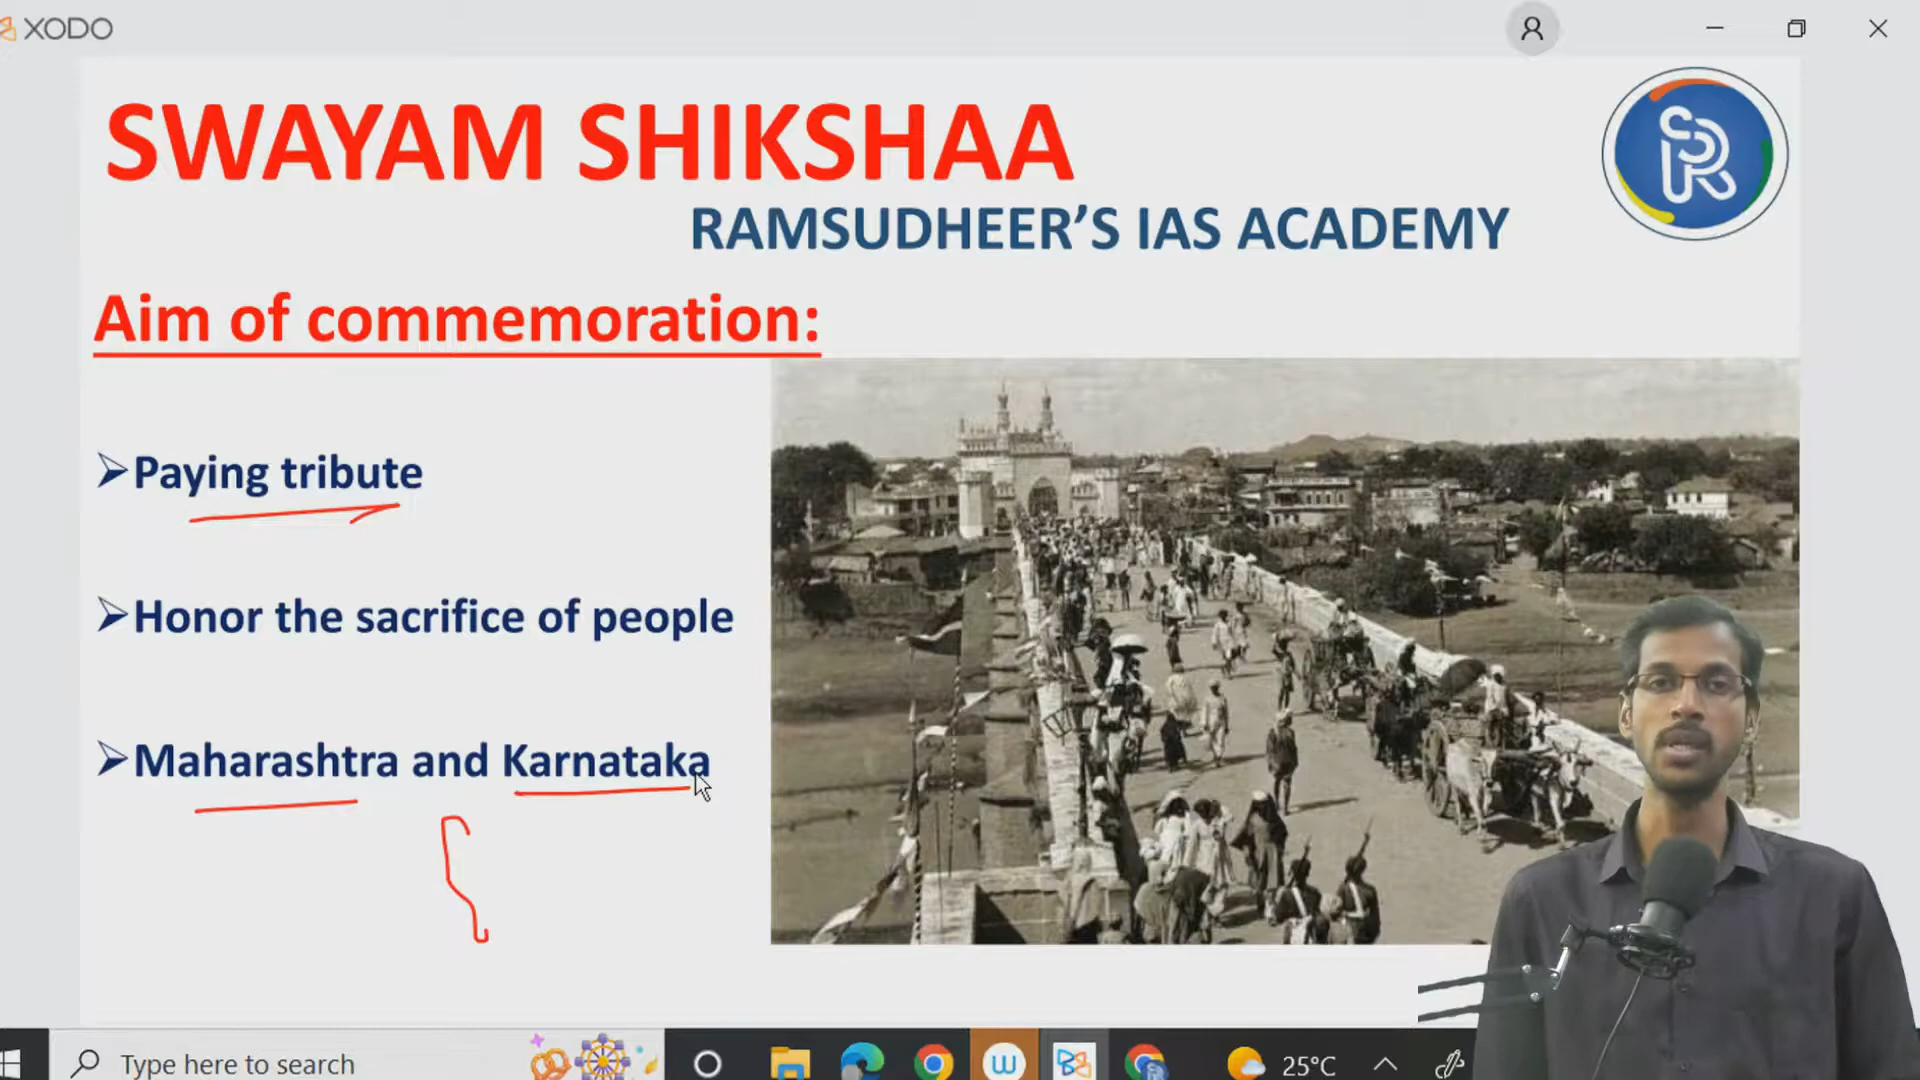 XODO
SWAYAM SHIKSHAA
RAMSUDHEER'S IAS ACADEMY
Aim of commemoration:
➢Paying tribute
➢Honor the sacrifice of people
➢Maharashtra and Karnataka
Type here to search
25°C